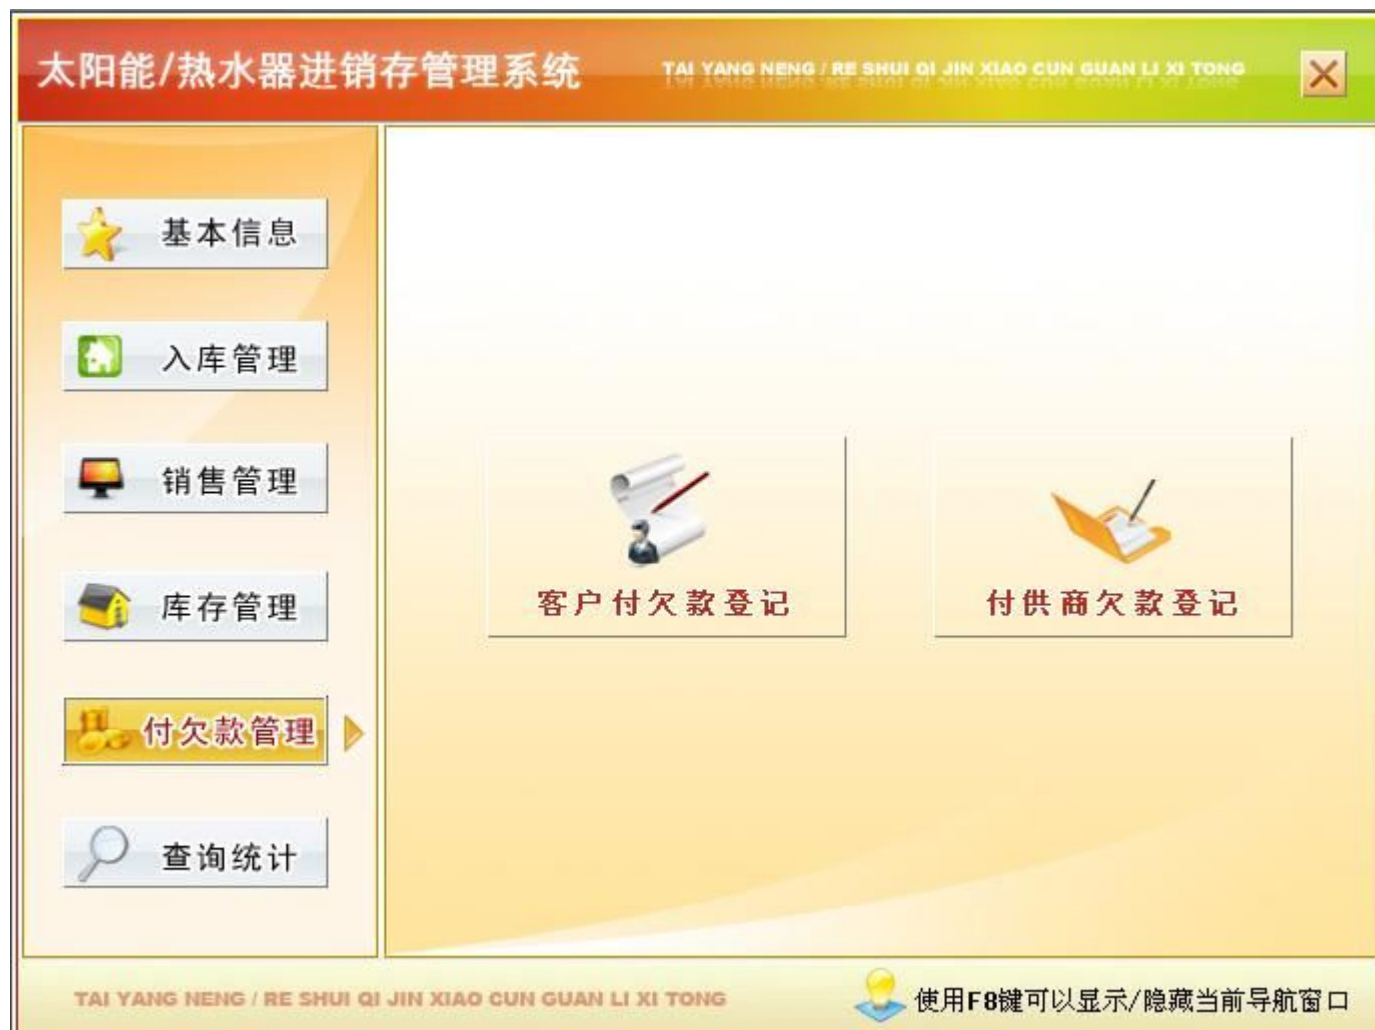 太阳能/热水器进销存管理系统
TAI YANG NENG / RE SHUI QI JIN XIAO CUN GUAN LI XI TONG
基本信息
入库管理
销售管理
库存管理
付欠款管理
查询统计
客户付欠款登记
付供商欠款登记
TAI YANG NENG / RE SHUI QI JIN XIAO CUN GUAN LI XI TONG
使用F8键可以显示/隐藏当前导航窗口